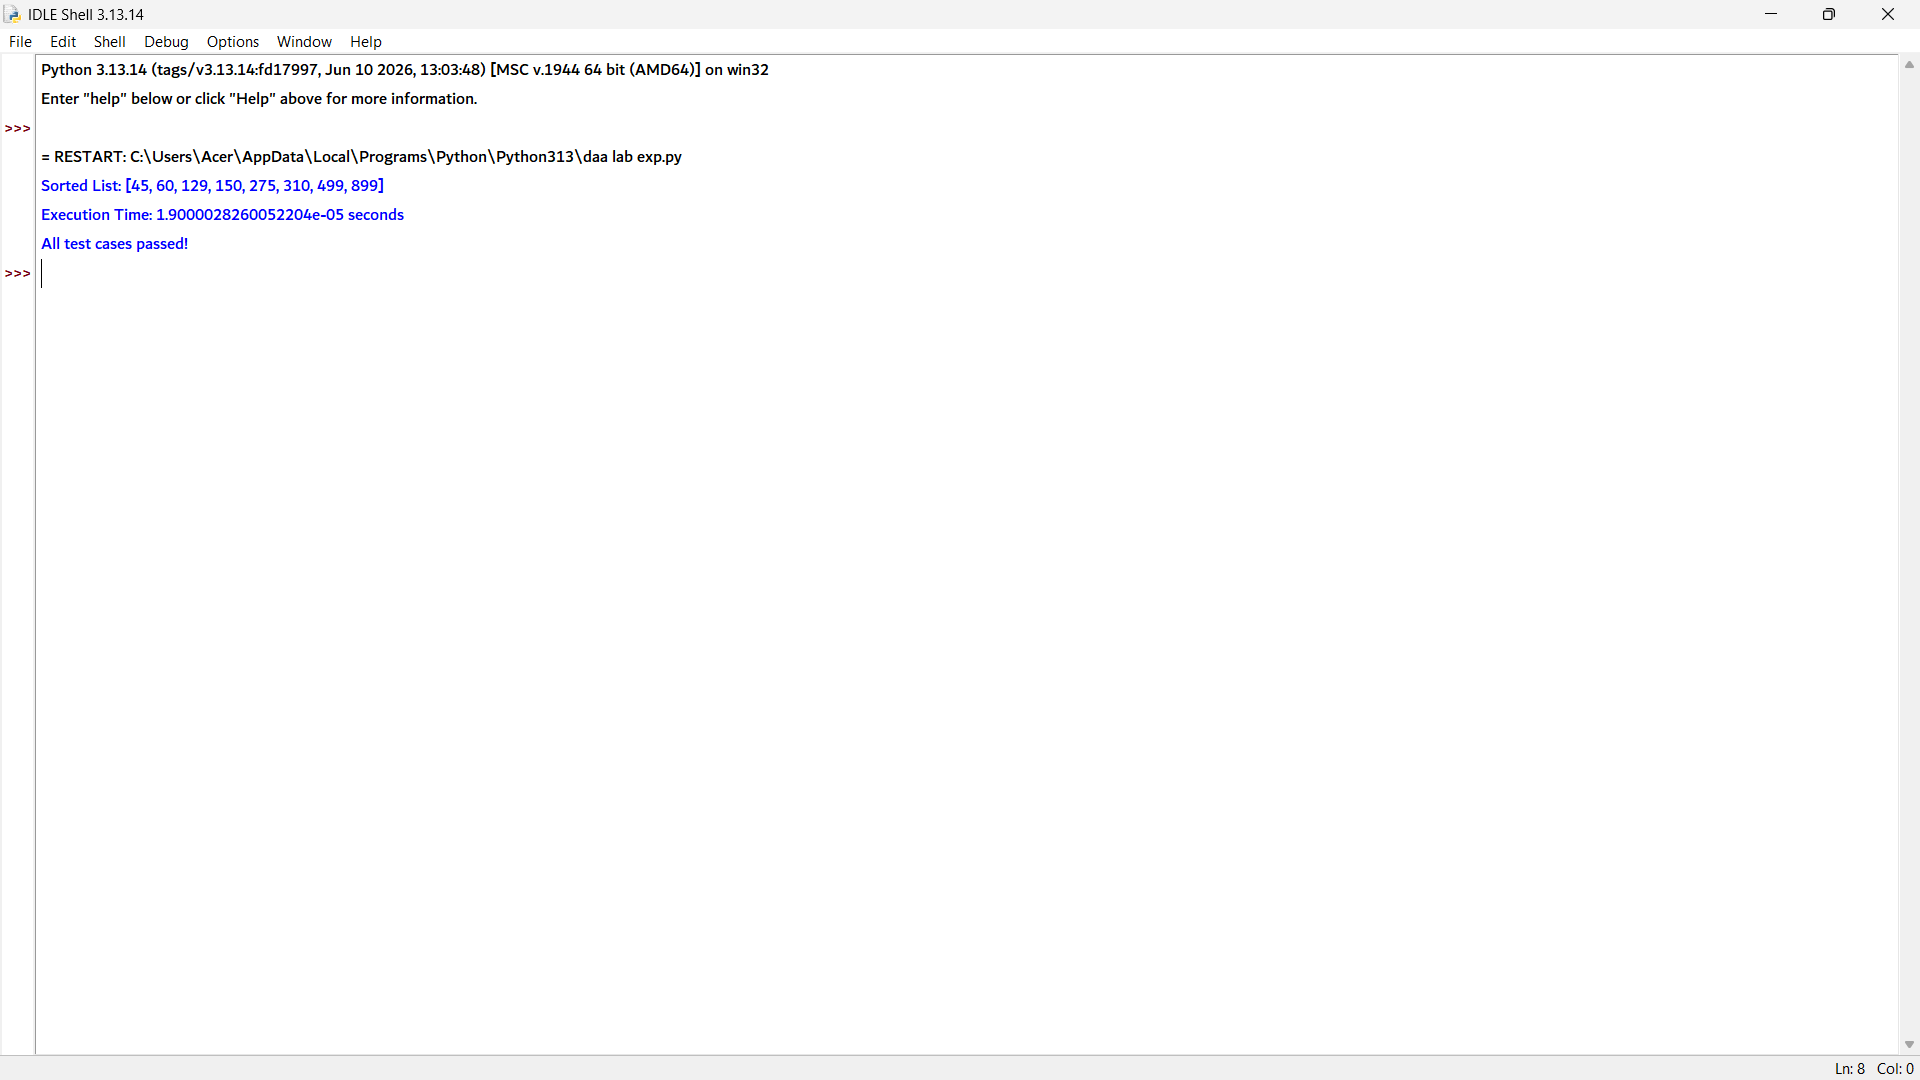 IDLE Shell 3.13.14
File Edit Shell Debug Options Window Help
Python 3.13.14 (tags/v3.13.14:fd17997, Jun 10 2026, 13:03:48) [MSC v.1944 64 bit (AMD64)] on win32
Enter "help" below or click "Help" above for more information.
>>>
= RESTART: C:\Users\Acer\AppData\Local\Programs\Python\Python313\daa lab exp.py
Sorted List: [45, 60, 129, 150, 275, 310, 499, 899]
Execution Time: 1.9000028260052204e-05 seconds
All test cases passed!
>>>
Ln: 8 Col: 0